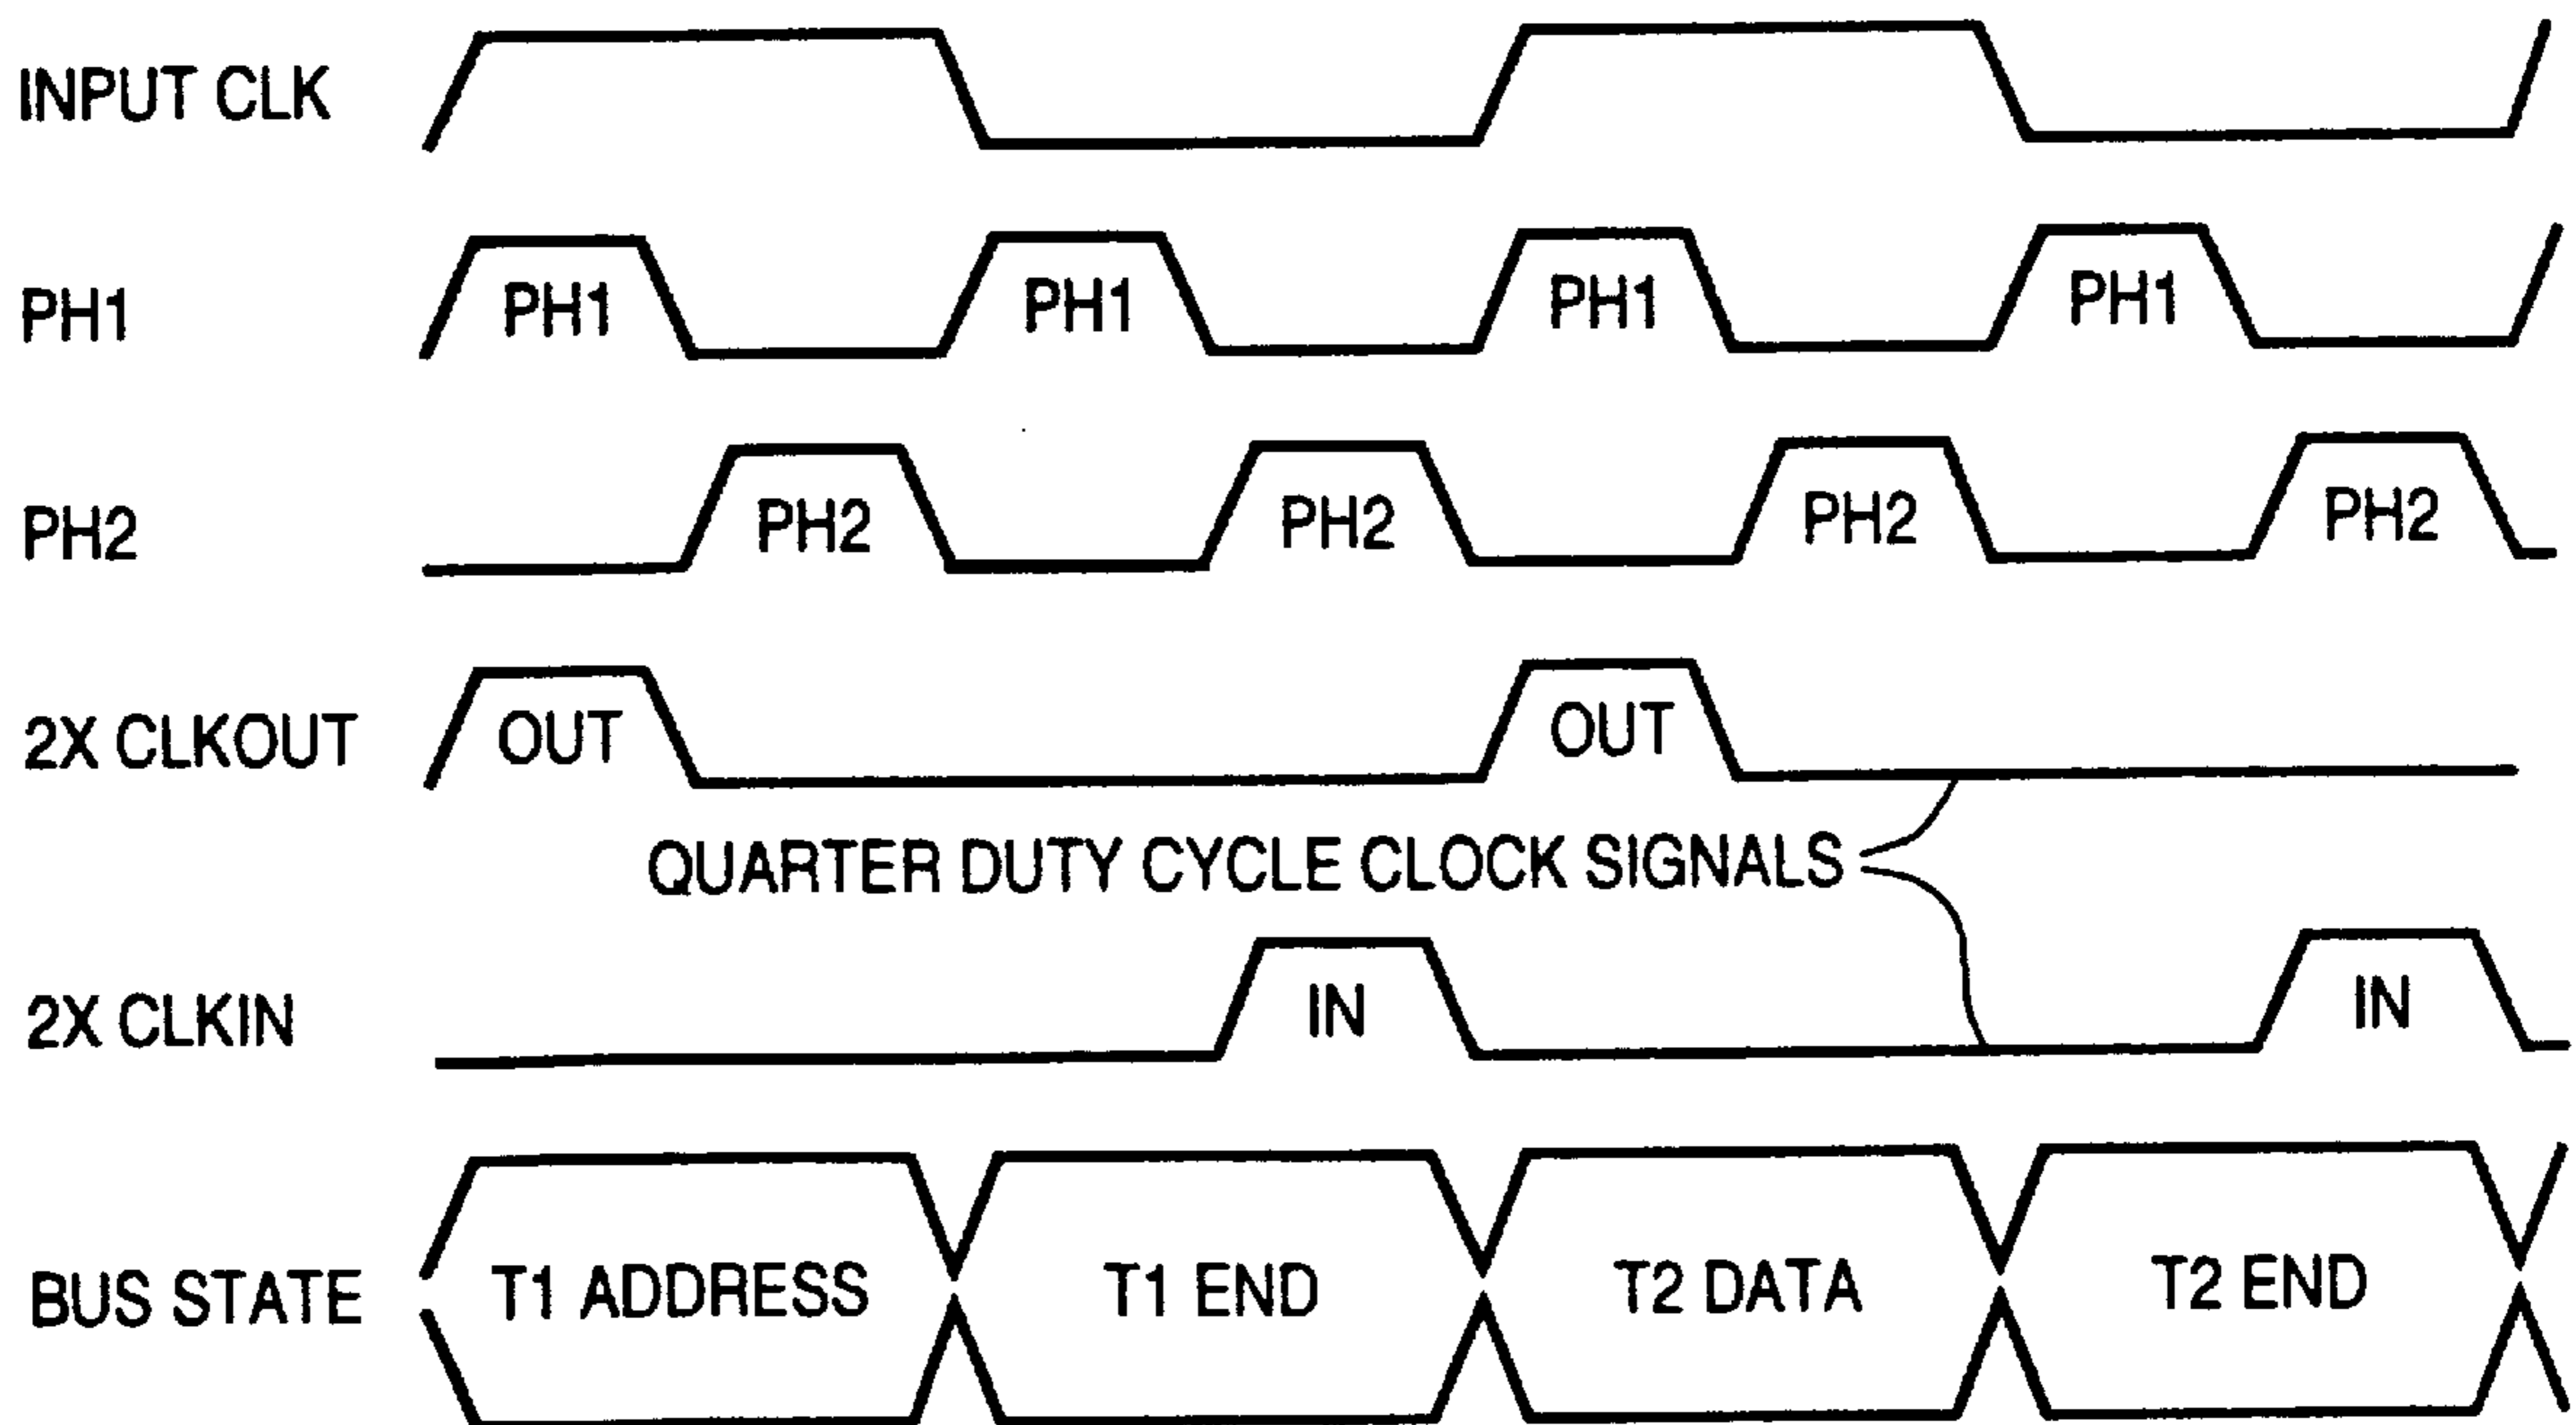 INPUT CLK
PH1 PH1 PH1 PH1 PH1
PH2 PH2 PH2 PH2 PH2
2X CLKOUT OUT OUT
QUARTER DUTY CYCLE CLOCK SIGNALS
2X CLKIN IN IN
BUS STATE T1 ADDRESS T1 END T2 DATA T2 END